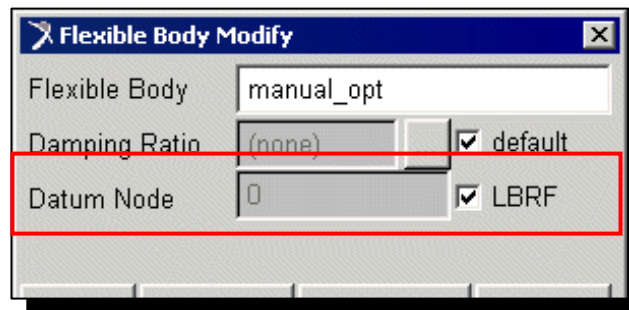 Flexible Body Modify
Flexible Body manual_opt
Damping Ratio (none) ... default
Datum Node 0 LBRF